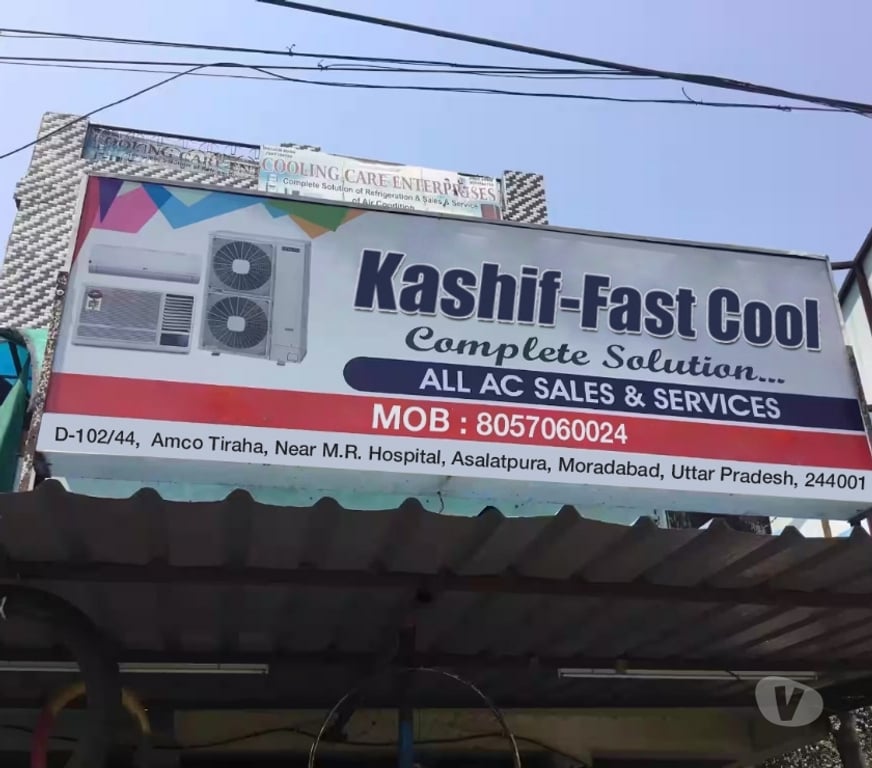 COOLING CARE ENTERPRISES
Complete Solution of Refrigeration & Sales & Service
of Air Condition
Kashif-Fast Cool
Complete Solution...
ALL AC SALES & SERVICES
MOB : 8057060024
D-102/44, Amco Tiraha, Near M.R. Hospital, Asalatpura, Moradabad, Uttar Pradesh, 244001
V